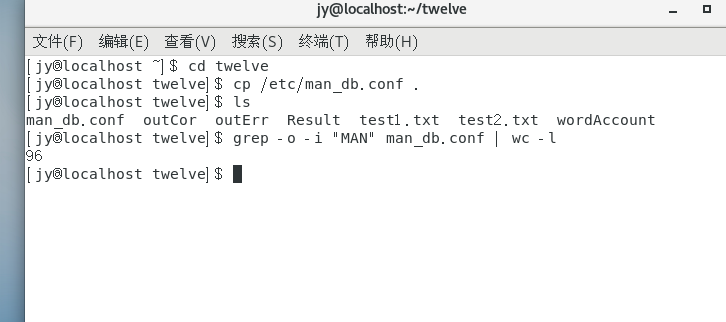 jy@localhost:~/twelve
文件(F) 编辑(E) 查看(V) 搜索(S) 终端(T) 帮助(H)
[jy@localhost ~]$ cd twelve
[jy@localhost twelve]$ cp /etc/man_db.conf .
[jy@localhost twelve]$ ls
man_db.conf  outCor  outErr  Result  test1.txt  test2.txt  wordAccount
[jy@localhost twelve]$ grep -o -i "MAN" man_db.conf | wc -l
96
[jy@localhost twelve]$